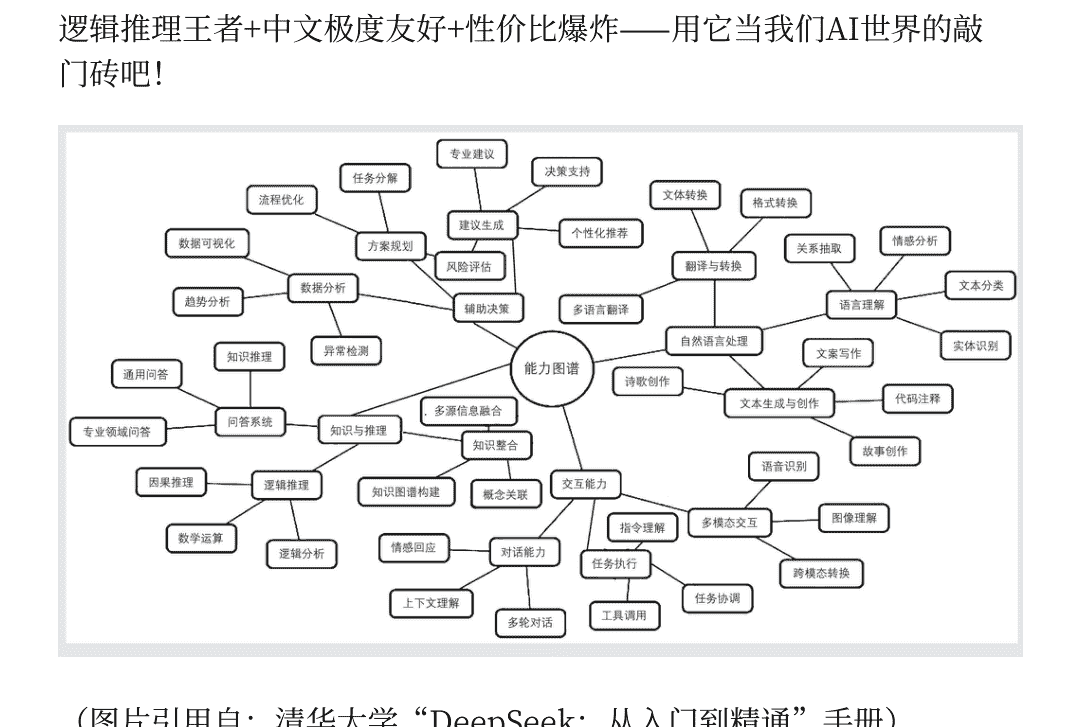 逻辑推理王者+中文极度友好+性价比爆炸——用它当我们AI世界的敲
门砖吧！
专业建议
决策支持
任务分解
流程优化
建议生成
个性化推荐
方案规划
风险评估
数据可视化
数据分析
趋势分析
辅助决策
异常检测
文体转换
格式转换
关系抽取
情感分析
翻译与转换
文本分类
语言理解
多语言翻译
实体识别
自然语言处理
文案写作
诗歌创作
文本生成与创作
代码注释
故事创作
能力图谱
知识推理
通用问答
问答系统
专业领域问答
知识与推理
多源信息融合
知识整合
因果推理
逻辑推理
知识图谱构建
概念关联
数学运算
逻辑分析
交互能力
语音识别
多模态交互
图像理解
跨模态转换
指令理解
情感回应
对话能力
任务执行
上下文理解
多轮对话
工具调用
任务协调
（图片引用自：清华大学“DeepSeek：从入门到精通”手册）